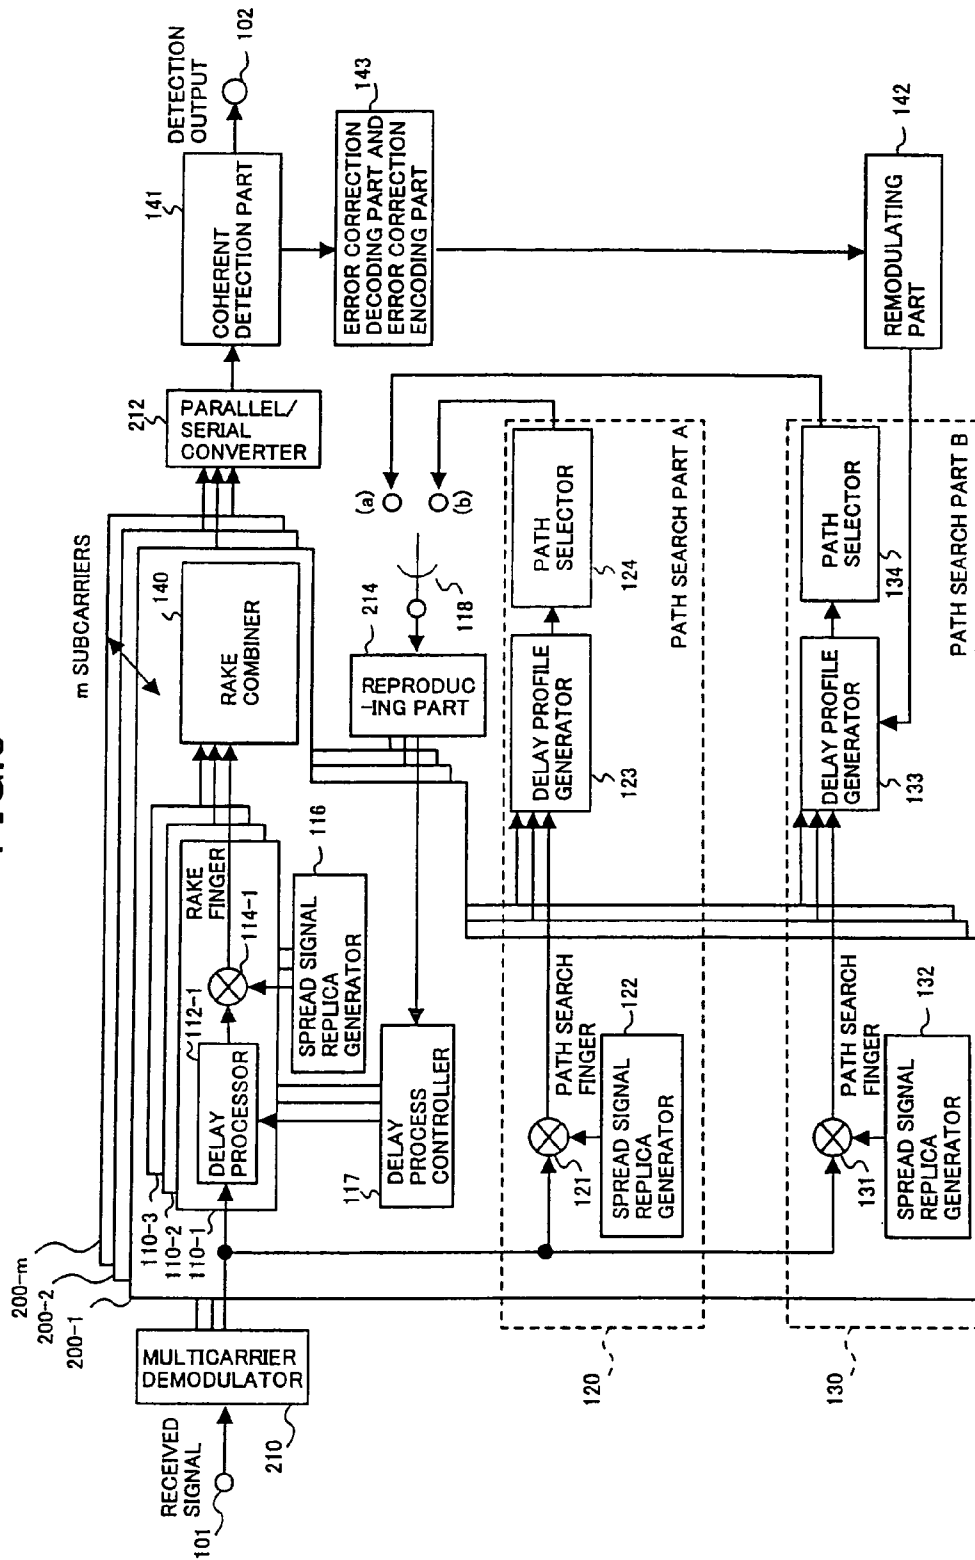 RECEIVED
SIGNAL
101
MULTICARRIER
DEMODULATOR
210
200-m
200-2
200-1
m SUBCARRIERS
110-3
110-2
110-1
RAKE
FINGER
112-1
DELAY
PROCESSOR
114-1
SPREAD SIGNAL
REPLICA
GENERATOR
116
117
DELAY
PROCESS
CONTROLLER
140
RAKE
COMBINER
212
PARALLEL/
SERIAL
CONVERTER
141
COHERENT
DETECTION PART
DETECTION
OUTPUT
102
143
ERROR CORRECTION
DECODING PART AND
ERROR CORRECTION
ENCODING PART
214
REPRODUC
-ING PART
118
(a)
(b)
121
SPREAD SIGNAL
REPLICA
GENERATOR
122
PATH SEARCH
FINGER
DELAY PROFILE
GENERATOR
123
PATH
SELECTOR
124
PATH SEARCH PART A
120
131
SPREAD SIGNAL
REPLICA
GENERATOR
132
PATH SEARCH
FINGER
DELAY PROFILE
GENERATOR
133
PATH
SELECTOR
134
PATH SEARCH PART B
130
REMODULATING
PART
142